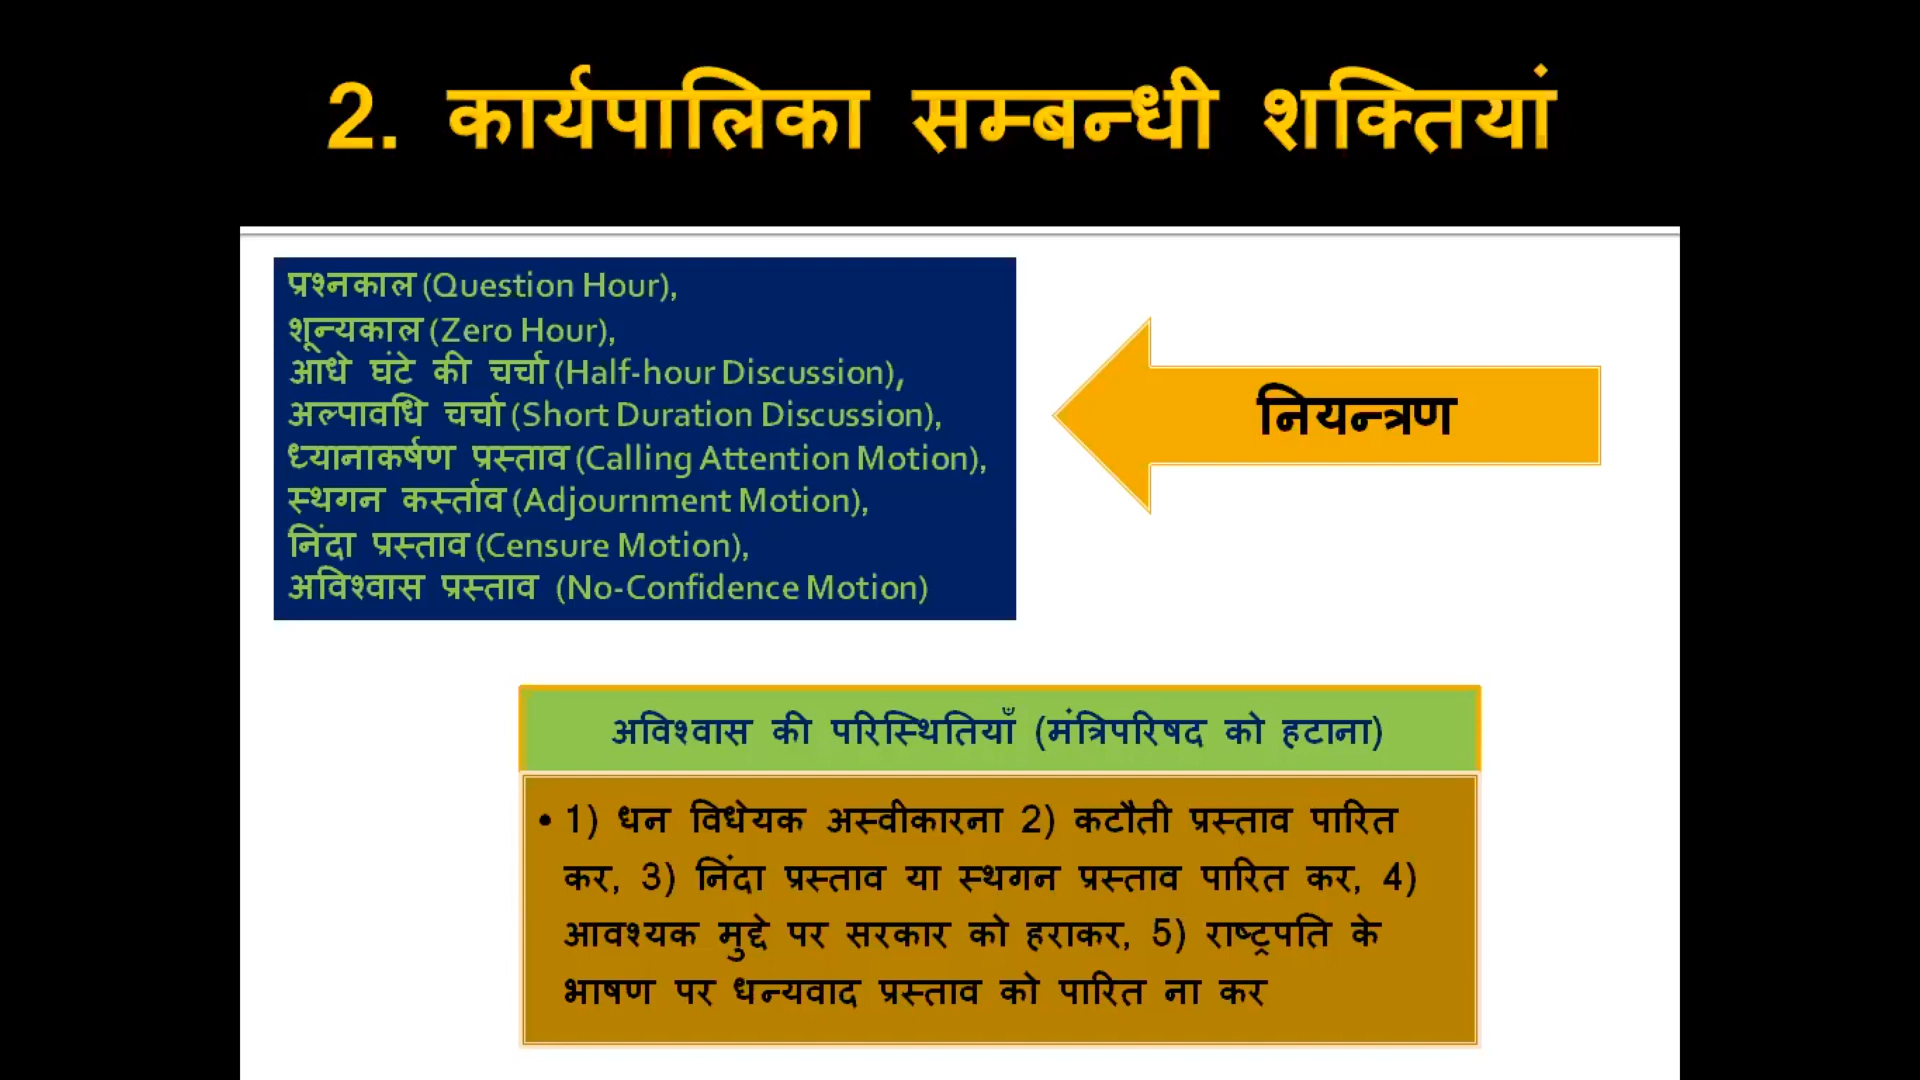 2. कार्यपालिका सम्बन्धी शक्तियां
प्रश्नकाल (Question Hour),
शून्यकाल (Zero Hour),
आधे घंटे की चर्चा (Half-hour Discussion),
अल्पावधि चर्चा (Short Duration Discussion),
ध्यानाकर्षण प्रस्ताव (Calling Attention Motion),
स्थगन कर्स्ताव (Adjournment Motion),
निंदा प्रस्ताव (Censure Motion),
अविश्वास प्रस्ताव (No-Confidence Motion)
नियन्त्रण
अविश्वास की परिस्थितियाँ (मंत्रिपरिषद को हटाना)
• 1) धन विधेयक अस्वीकारना 2) कटौती प्रस्ताव पारित
कर, 3) निंदा प्रस्ताव या स्थगन प्रस्ताव पारित कर, 4)
आवश्यक मुद्दे पर सरकार को हराकर, 5) राष्ट्रपति के
भाषण पर धन्यवाद प्रस्ताव को पारित ना कर